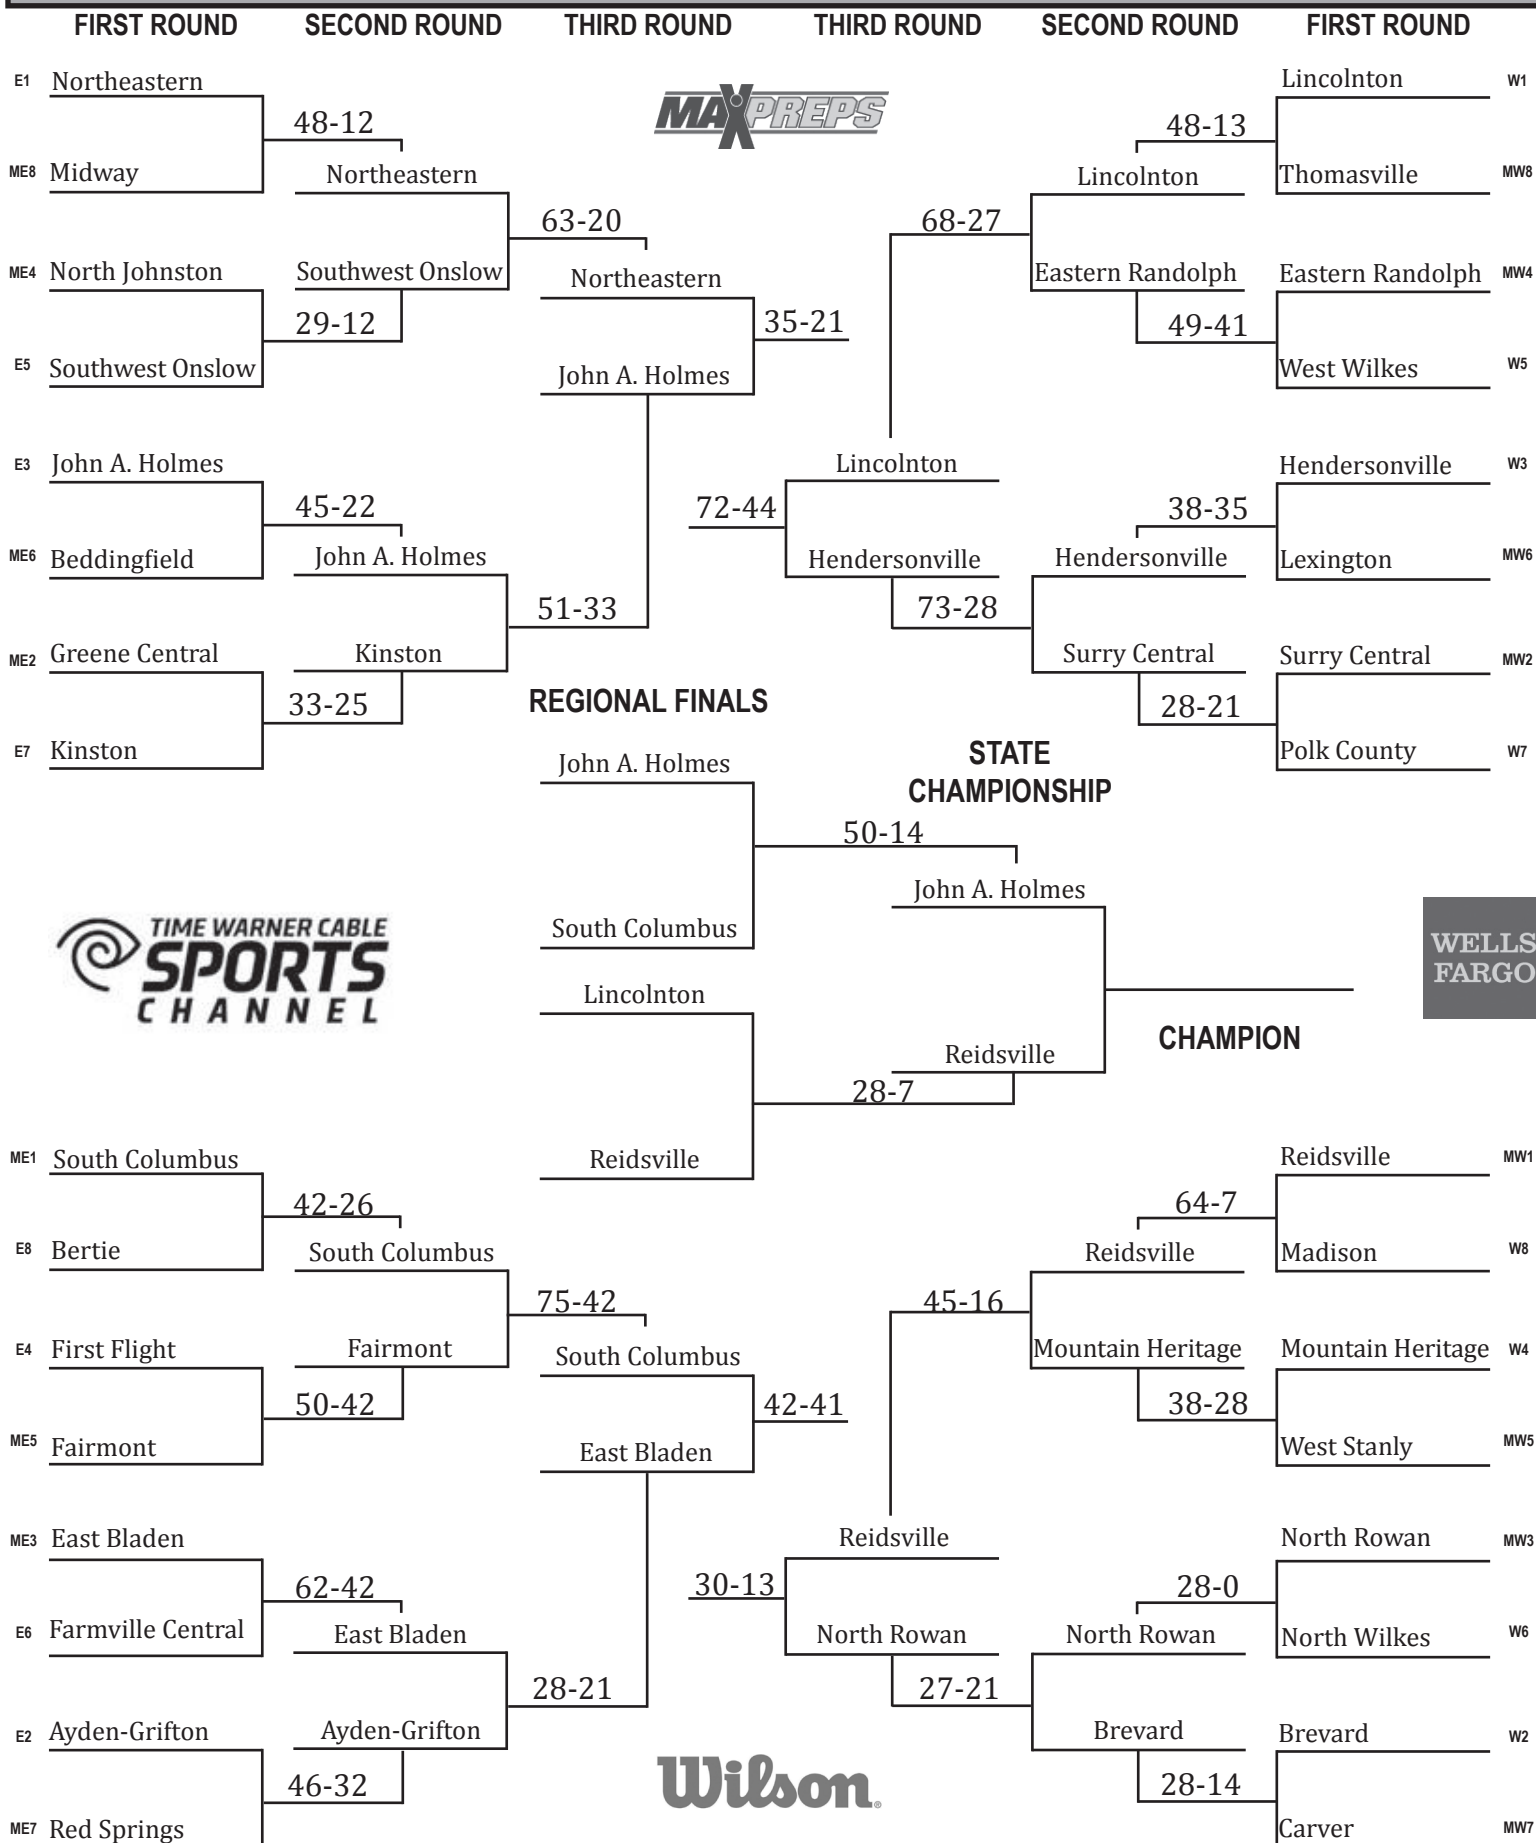 FIRST ROUND SECOND ROUND THIRD ROUND THIRD ROUND SECOND ROUND FIRST ROUND
E1 Northeastern
48-12
ME8 Midway
Northeastern
63-20
ME4 North Johnston
Southwest Onslow
29-12
E5 Southwest Onslow
Northeastern
35-21
John A. Holmes
E3 John A. Holmes
45-22
ME6 Beddingfield
John A. Holmes
51-33
ME2 Greene Central
Kinston
33-25
E7 Kinston
MAXPREPS
Lincolnton W1
48-13
Thomasville MW8
Lincolnton
68-27
Eastern Randolph
Eastern Randolph MW4
49-41
West Wilkes W5
Lincolnton
72-44
Hendersonville
Hendersonville W3
38-35
Lexington MW6
Hendersonville
73-28
Surry Central
Surry Central MW2
28-21
Polk County W7
REGIONAL FINALS
John A. Holmes
STATE
CHAMPIONSHIP
50-14
South Columbus
John A. Holmes
TIME WARNER CABLE
SPORTS
CHANNEL
WELLS
FARGO
Lincolnton
CHAMPION
Reidsville
28-7
Reidsville
ME1 South Columbus
42-26
E8 Bertie
South Columbus
75-42
E4 First Flight
Fairmont
50-42
ME5 Fairmont
South Columbus
42-41
East Bladen
ME3 East Bladen
62-42
E6 Farmville Central
East Bladen
28-21
E2 Ayden-Grifton
Ayden-Grifton
46-32
ME7 Red Springs
Reidsville MW1
64-7
Madison W8
Reidsville
45-16
Mountain Heritage
Mountain Heritage W4
38-28
West Stanly MW5
Reidsville
30-13
North Rowan
North Rowan MW3
28-0
North Wilkes W6
North Rowan
27-21
Brevard
Brevard W2
28-14
Carver MW7
Wilson®